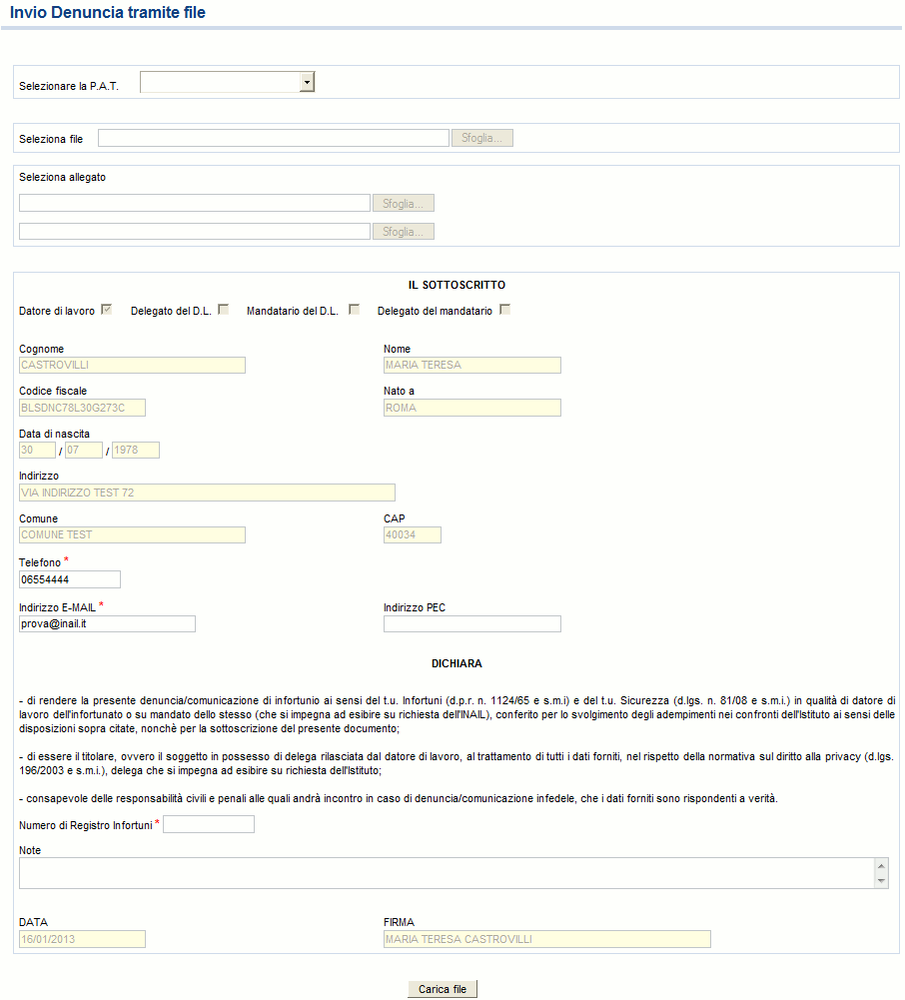 Invio Denuncia tramite file
Selezionare la P.A.T.
Seleziona file Sfoglia...
Seleziona allegato
Sfoglia...
Sfoglia...
IL SOTTOSCRITTO
Datore di lavoro Delegato del D.L. Mandatario del D.L. Delegato del mandatario
Cognome Nome
CASTROVILLI MARIA TERESA
Codice fiscale Nato a
BLSDNC78L30G273C ROMA
Data di nascita
30 / 07 / 1978
Indirizzo
VIA INDIRIZZO TEST 72
Comune CAP
COMUNE TEST 40034
Telefono *
06554444
Indirizzo E-MAIL * Indirizzo PEC
prova@inail.it
DICHIARA
- di rendere la presente denuncia/comunicazione di infortunio ai sensi del t.u. Infortuni (d.p.r. n. 1124/65 e s.m.i) e del t.u. Sicurezza (d.lgs. n. 81/08 e s.m.i.) in qualità di datore di
lavoro dell'infortunato o su mandato dello stesso (che si impegna ad esibire su richiesta dell'INAIL), conferito per lo svolgimento degli adempimenti nei confronti dell'Istituto ai sensi delle
disposizioni sopra citate, nonchè per la sottoscrizione del presente documento;
- di essere il titolare, ovvero il soggetto in possesso di delega rilasciata dal datore di lavoro, al trattamento di tutti i dati forniti, nel rispetto della normativa sul diritto alla privacy (d.lgs.
196/2003 e s.m.i.), delega che si impegna ad esibire su richiesta dell'Istituto;
- consapevole delle responsabilità civili e penali alle quali andrà incontro in caso di denuncia/comunicazione infedele, che i dati forniti sono rispondenti a verità.
Numero di Registro Infortuni *
Note
DATA FIRMA
16/01/2013 MARIA TERESA CASTROVILLI
Carica file